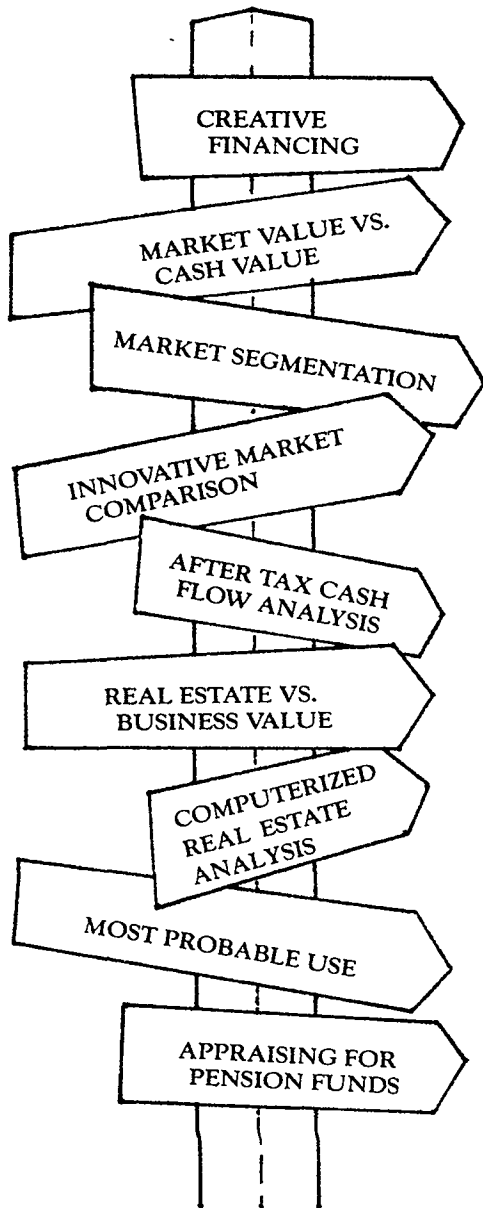 CREATIVE
FINANCING
MARKET VALUE VS.
CASH VALUE
MARKET SEGMENTATION
INNOVATIVE MARKET
COMPARISON
AFTER TAX CASH
FLOW ANALYSIS
REAL ESTATE VS.
BUSINESS VALUE
COMPUTERIZED
REAL ESTATE
ANALYSIS
MOST PROBABLE USE
APPRAISING FOR
PENSION FUNDS